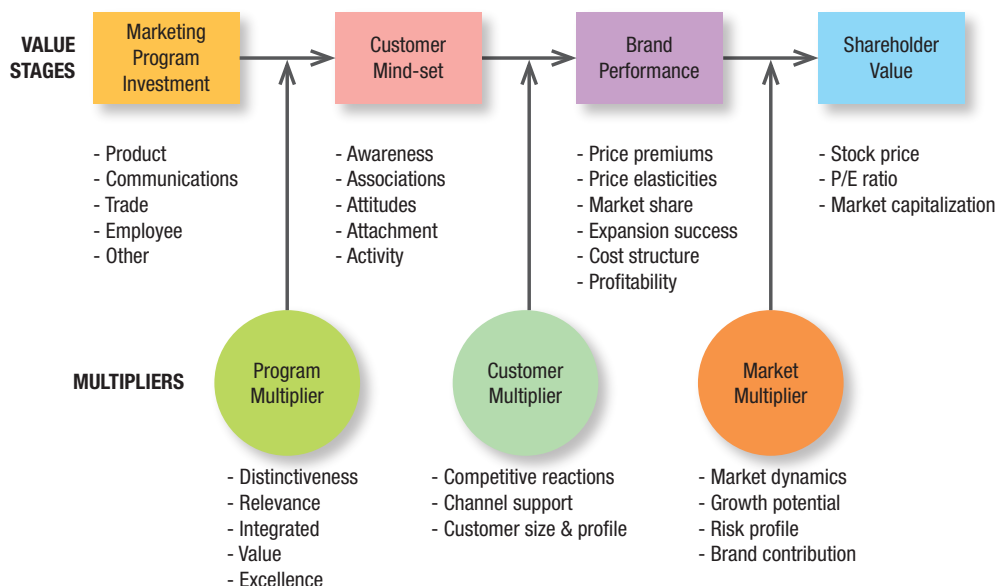 VALUE
STAGES
Marketing
Program
Investment
Customer
Mind-set
Brand
Performance
Shareholder
Value
- Product
- Communications
- Trade
- Employee
- Other
- Awareness
- Associations
- Attitudes
- Attachment
- Activity
- Price premiums
- Price elasticities
- Market share
- Expansion success
- Cost structure
- Profitability
- Stock price
- P/E ratio
- Market capitalization
MULTIPLIERS
Program
Multiplier
Customer
Multiplier
Market
Multiplier
- Distinctiveness
- Relevance
- Integrated
- Value
- Excellence
- Competitive reactions
- Channel support
- Customer size & profile
- Market dynamics
- Growth potential
- Risk profile
- Brand contribution